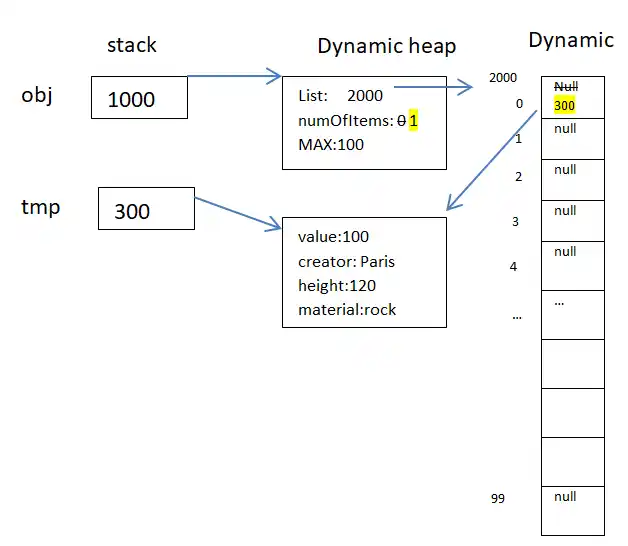 stack
Dynamic heap
Dynamic
obj
1000
List: 2000
numOfItems: 0 1
MAX:100
2000
0
Null
300
1
null
2
null
3
null
4
null
...
...
99
null
tmp
300
value:100
creator: Paris
height:120
material:rock